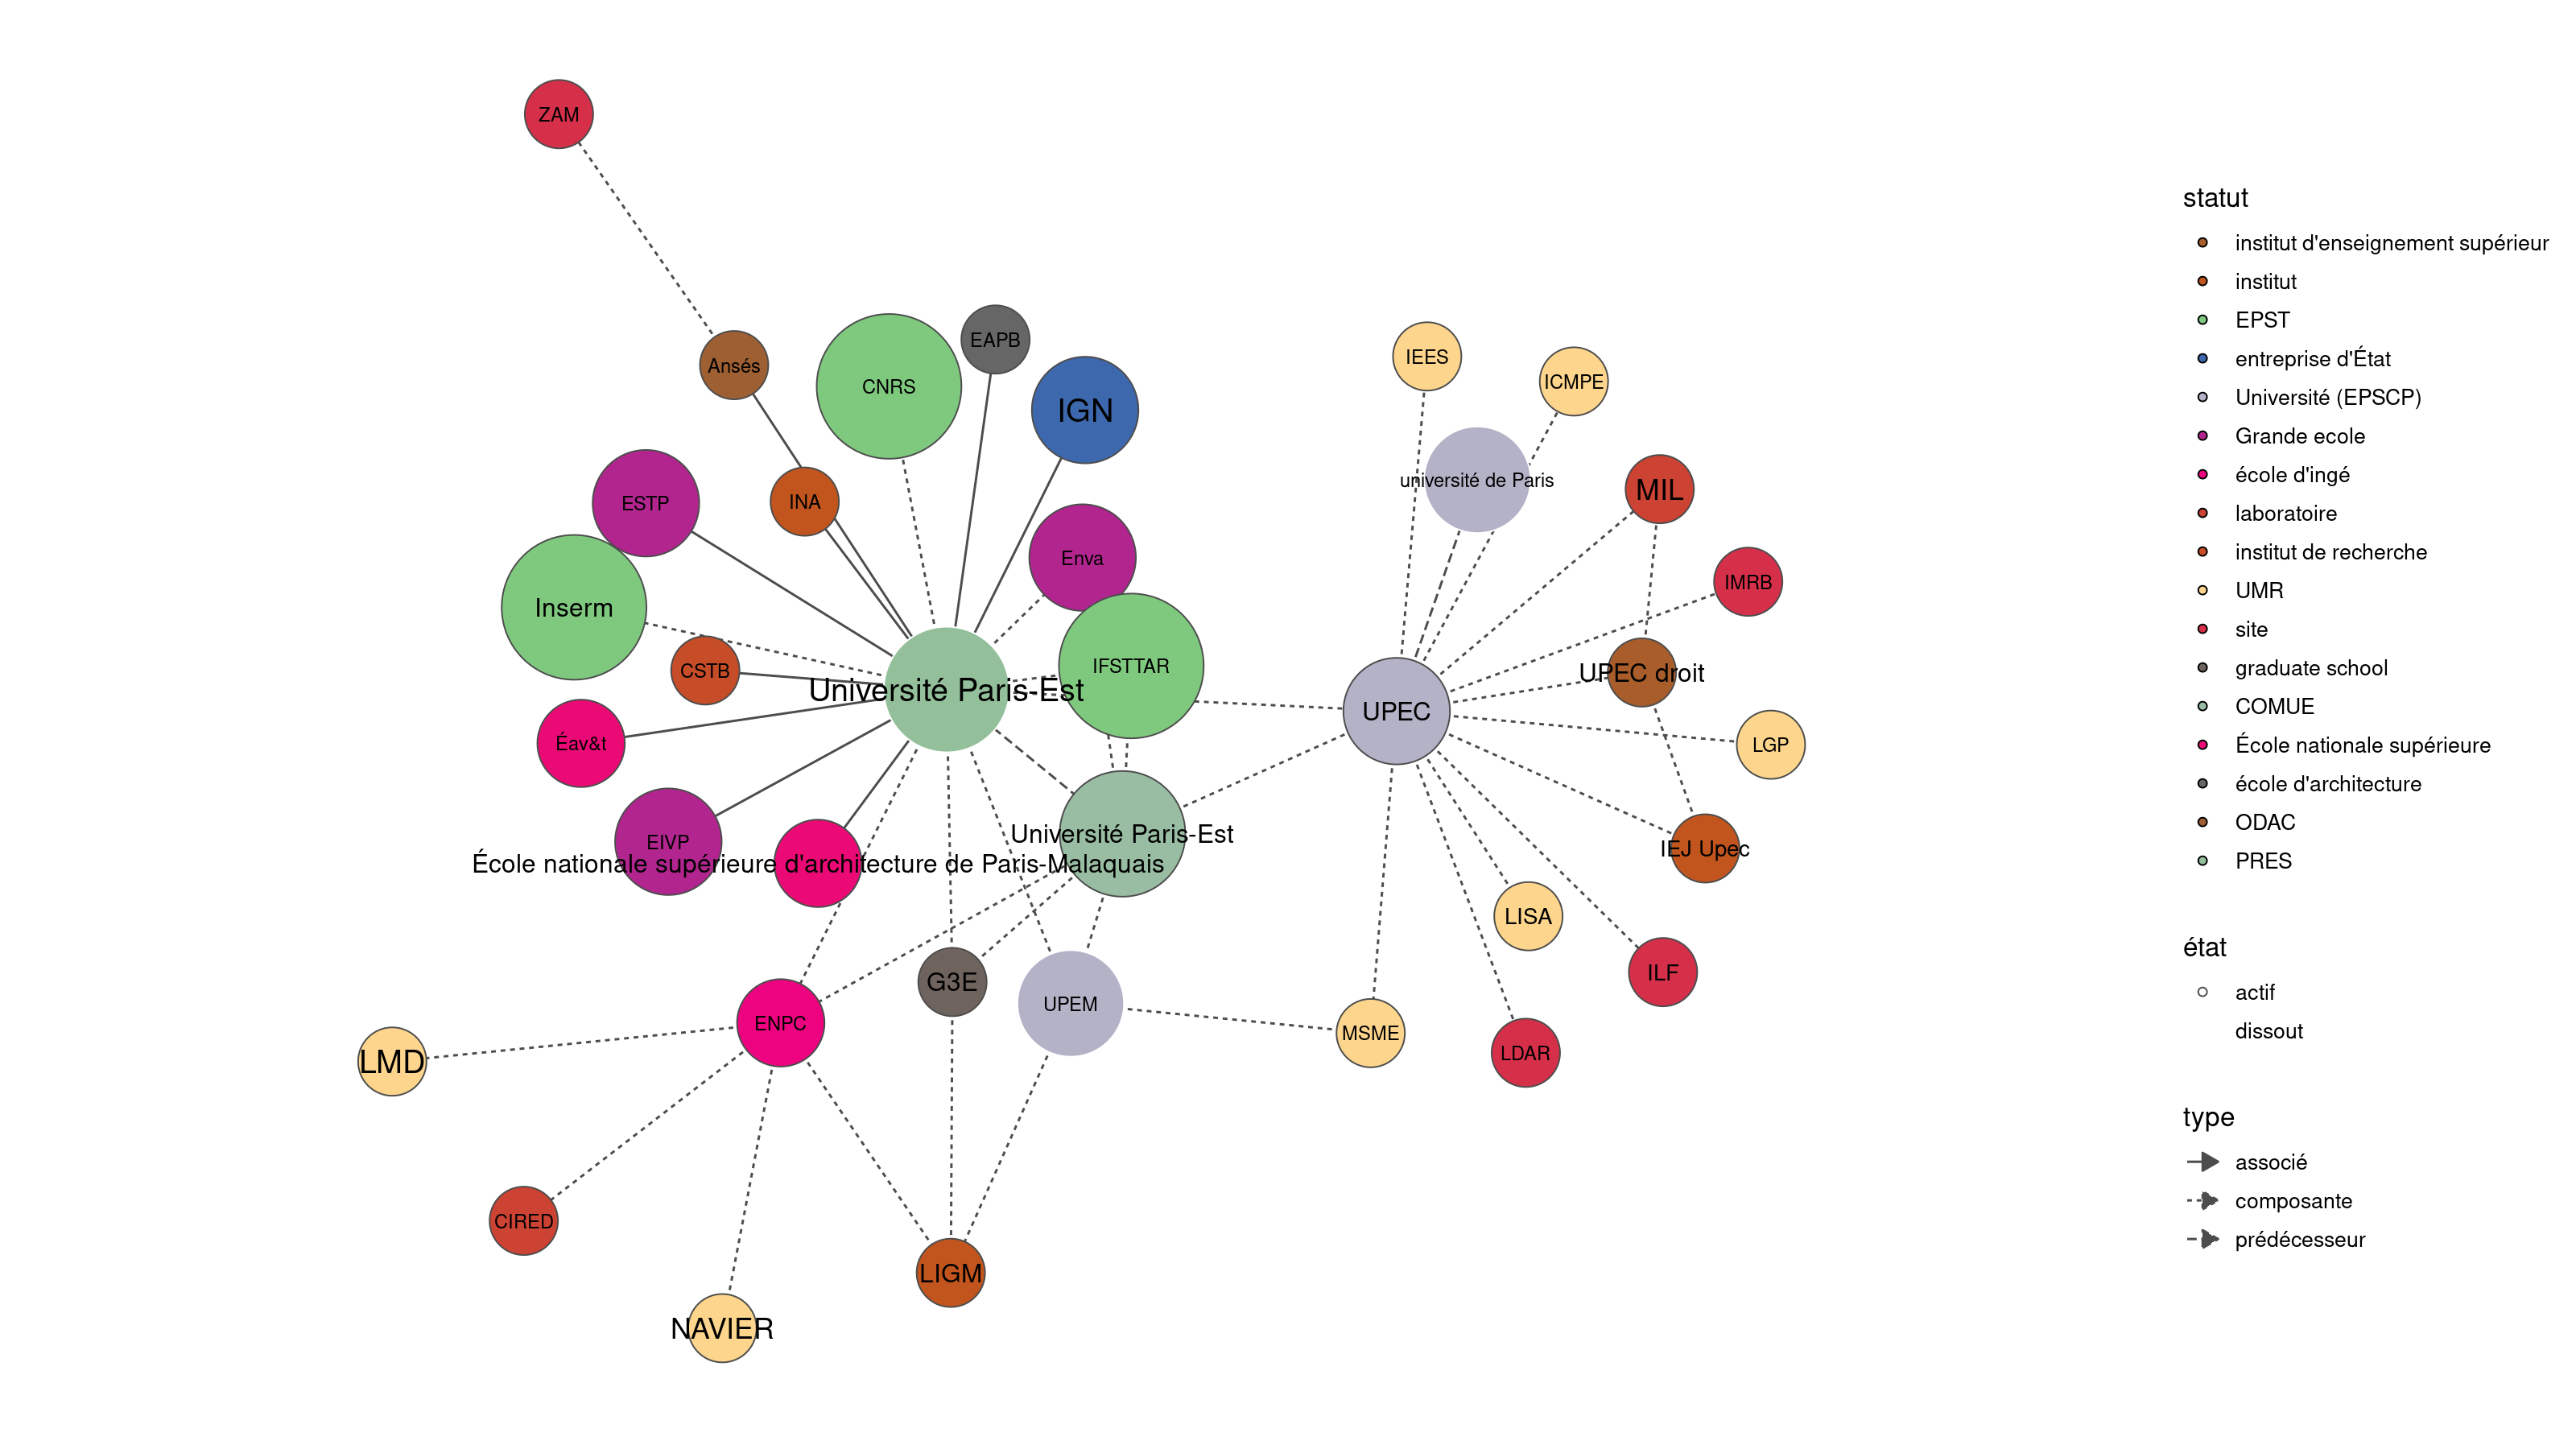 ZAM
EAPB
Ansés
CNRS
IGN
IEES
ICMPE
université de Paris
MIL
ESTP
INA
Enva
IMRB
Inserm
IFSTTAR
CSTB
UPEC droit
Université Paris-Est
UPEC
Éav&t
LGP
Université Paris-Est
EIVP
IEJ Upec
École nationale supérieure d'architecture de Paris-Malaquais
LISA
ILF
G3E
UPEM
ENPC
MSME
LDAR
LMD
CIRED
LIGM
NAVIER
statut
institut d'enseignement supérieur
institut
EPST
entreprise d'État
Université (EPSCP)
Grande ecole
école d'ingé
laboratoire
institut de recherche
UMR
site
graduate school
COMUE
École nationale supérieure
école d'architecture
ODAC
PRES
état
actif
dissout
type
associé
composante
prédécesseur